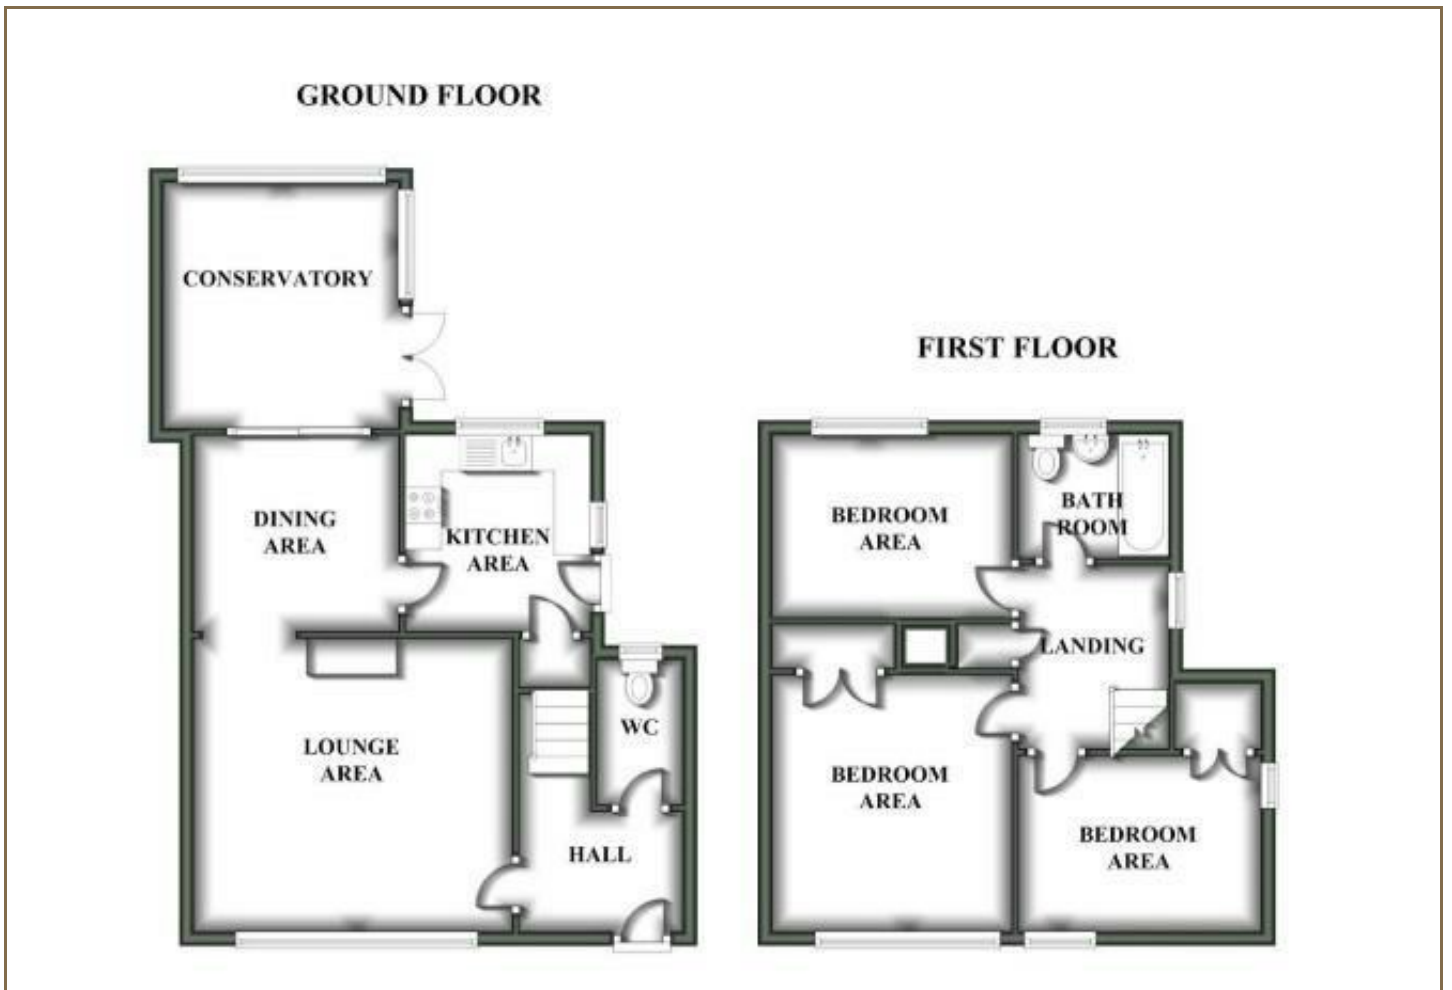 GROUND FLOOR
CONSERVATORY
DINING
AREA
KITCHEN
AREA
LOUNGE
AREA
WC
HALL
FIRST FLOOR
BEDROOM
AREA
BATH
ROOM
LANDING
BEDROOM
AREA
BEDROOM
AREA